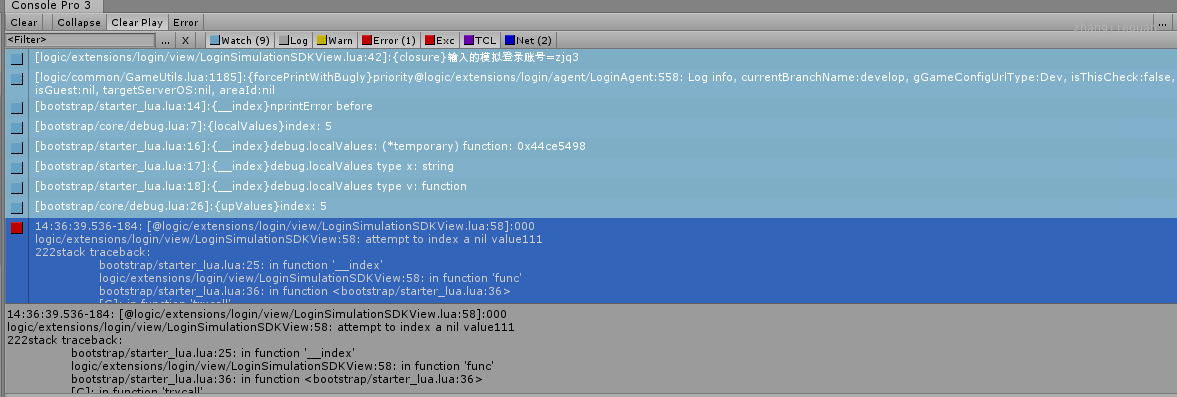 Console Pro 3
Clear Collapse Clear Play Error ...
<Filter> ... X Watch (9) Log Warn Error (1) Exc TCL Net (2)
[logic/extensions/login/view/LoginSimulationSDKView.lua:42]:{closure}输入的模拟登录账号=zjq3
[logic/common/GameUtils.lua:1185]:{forcePrintWithBugly}priority@logic/extensions/login/agent/LoginAgent:558: Log info, currentBranchName:develop, gGameConfigUrlType:Dev, isThisCheck:false,
isGuest:nil, targetServerOS:nil, areaId:nil
[bootstrap/starter_lua.lua:14]:{__index}nprintError before
[bootstrap/core/debug.lua:7]:{localValues}index: 5
[bootstrap/starter_lua.lua:16]:{__index}debug.localValues: (*temporary) function: 0x44ce5498
[bootstrap/starter_lua.lua:17]:{__index}debug.localValues type x: string
[bootstrap/starter_lua.lua:18]:{__index}debug.localValues type v: function
[bootstrap/core/debug.lua:26]:{upValues}index: 5
14:36:39.536-184: [@logic/extensions/login/view/LoginSimulationSDKView.lua:58]:000
logic/extensions/login/view/LoginSimulationSDKView:58: attempt to index a nil value111
222stack traceback:
bootstrap/starter_lua.lua:25: in function '__index'
logic/extensions/login/view/LoginSimulationSDKView:58: in function 'func'
bootstrap/starter_lua.lua:36: in function <bootstrap/starter_lua.lua:36>
[C]: in function 'trycall'
14:36:39.536-184: [@logic/extensions/login/view/LoginSimulationSDKView.lua:58]:000
logic/extensions/login/view/LoginSimulationSDKView:58: attempt to index a nil value111
222stack traceback:
bootstrap/starter_lua.lua:25: in function '__index'
logic/extensions/login/view/LoginSimulationSDKView:58: in function 'func'
bootstrap/starter_lua.lua:36: in function <bootstrap/starter_lua.lua:36>
[C]: in function 'trycall'